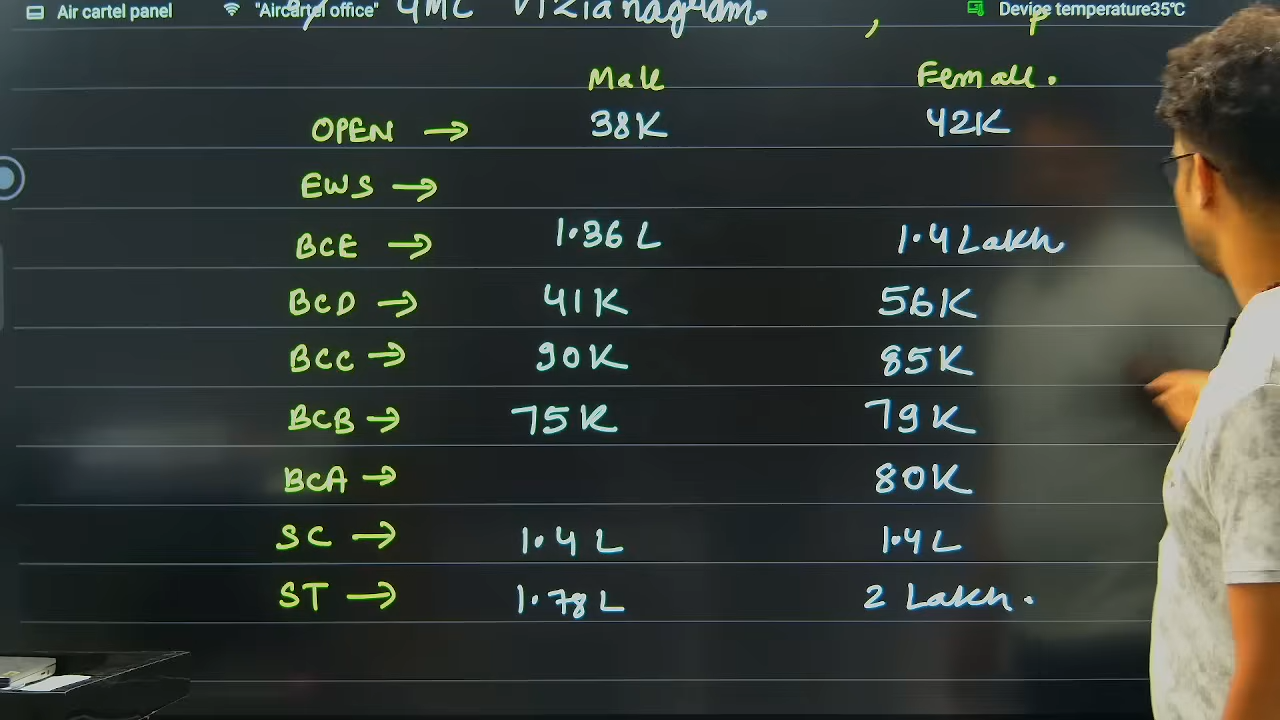 Air cartel panel "Aircartel office" Device temperature35℃
GMC Vizianagram.
Male Femall.
OPEN → 38K 42K
EWS →
BCE → 1.36 L 1.4 Lakh
BCD → 41K 56K
BCC → 90K 85K
BCB → 75K 79K
BCA → 80K
SC → 1.4 L 1.4 L
ST → 1.78 L 2 Lakh.